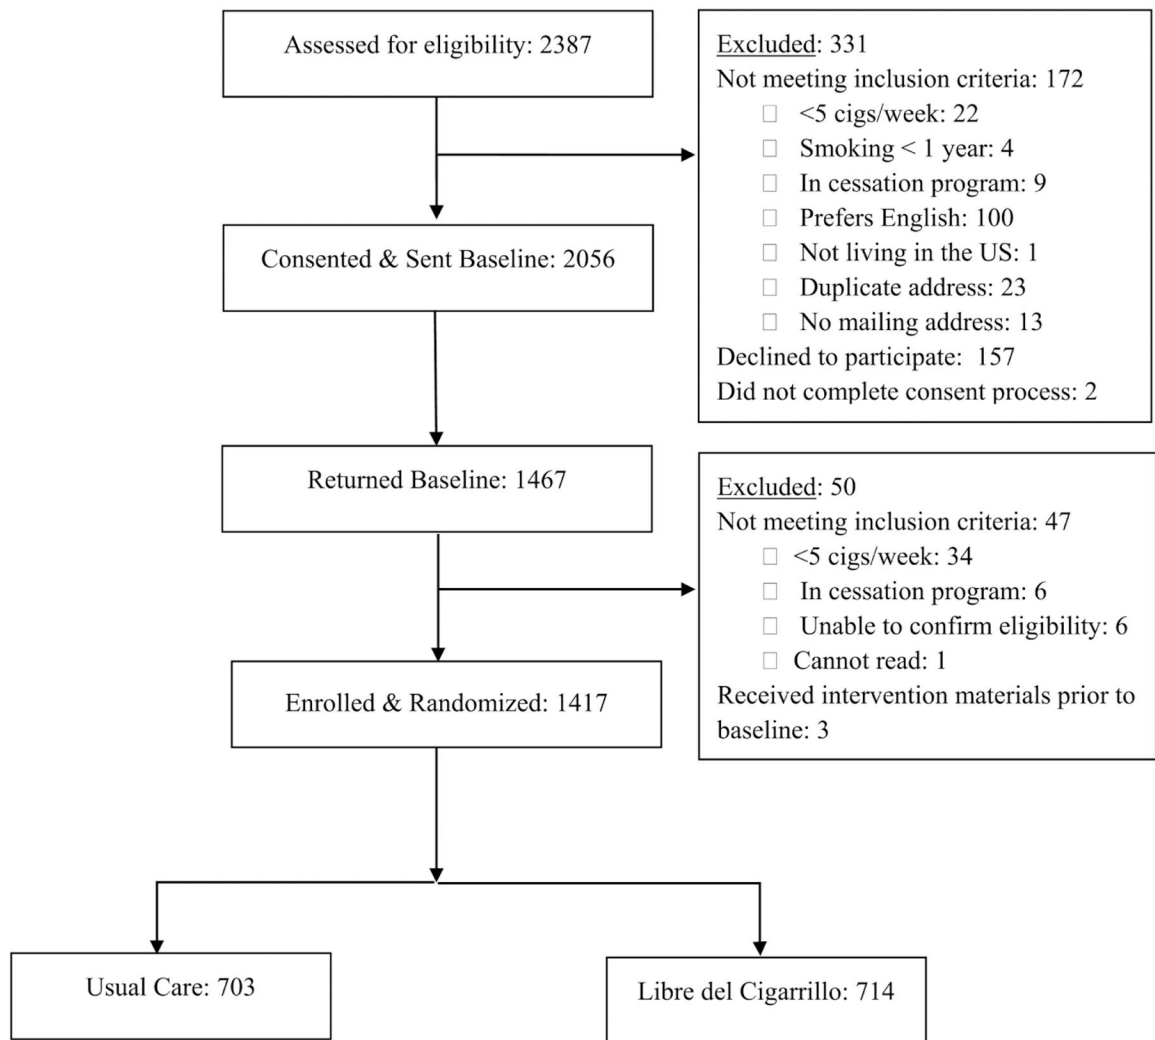 Assessed for eligibility: 2387
Excluded: 331
Not meeting inclusion criteria: 172
<5 cigs/week: 22
Smoking < 1 year: 4
In cessation program: 9
Prefers English: 100
Not living in the US: 1
Duplicate address: 23
No mailing address: 13
Declined to participate: 157
Did not complete consent process: 2
Consented & Sent Baseline: 2056
Returned Baseline: 1467
Excluded: 50
Not meeting inclusion criteria: 47
<5 cigs/week: 34
In cessation program: 6
Unable to confirm eligibility: 6
Cannot read: 1
Received intervention materials prior to
baseline: 3
Enrolled & Randomized: 1417
Usual Care: 703
Libre del Cigarrillo: 714